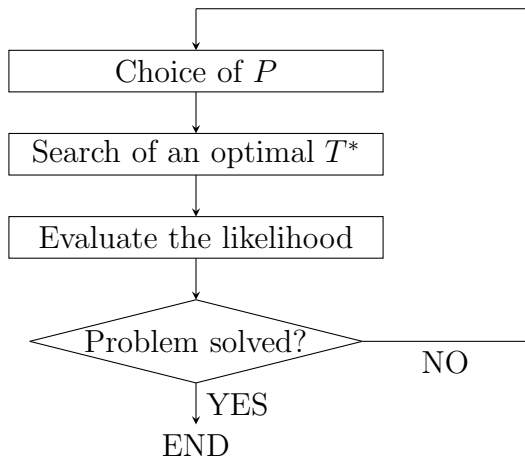 Choice of P
Search of an optimal T*
Evaluate the likelihood
Problem solved?
NO
YES
END